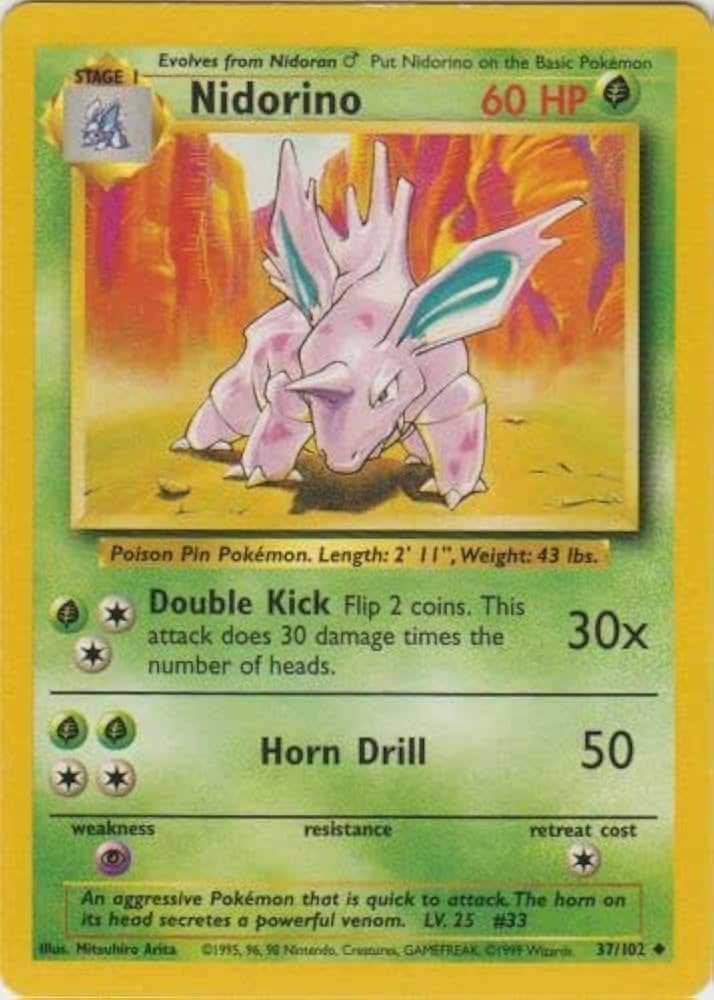 Evolves from Nidoran ♂ Put Nidorino on the Basic Pokémon
STAGE 1
Nidorino 60 HP
Poison Pin Pokémon. Length: 2' 11", Weight: 43 lbs.
Double Kick Flip 2 coins. This
attack does 30 damage times the
number of heads.
30x
Horn Drill 50
weakness resistance retreat cost
An aggressive Pokémon that is quick to attack. The horn on
its head secretes a powerful venom. LV. 25 #33
Illus. Mitsuhiro Arita ©1995, 96, 98 Nintendo, Creatures, GAMEFREAK. ©1999 Wizards. 37/102 ◆